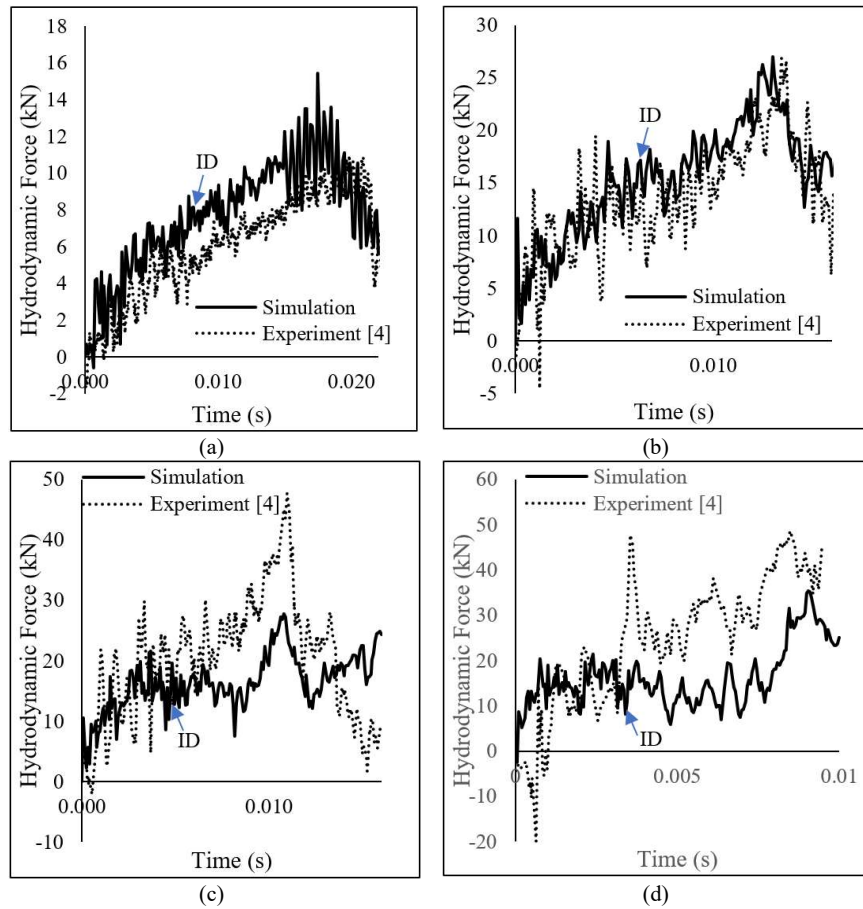 Hydrodynamic Force (kN)
18
16
14
12
10
8
6
4
2
0
-2
0.000
0.010
0.020
ID
Simulation
Experiment [4]
Time (s)
(a)
Hydrodynamic Force (kN)
30
25
20
15
10
5
0
-5
0.000
0.010
ID
Simulation
Experiment [4]
Time (s)
(b)
Hydrodynamic Force (kN)
50
40
30
20
10
0
-10
0.000
0.010
Simulation
Experiment [4]
ID
Time (s)
(c)
Hydrodynamic Force (kN)
60
50
40
30
20
10
0
-10
-20
0
0.005
0.01
Simulation
Experiment [4]
ID
Time (s)
(d)